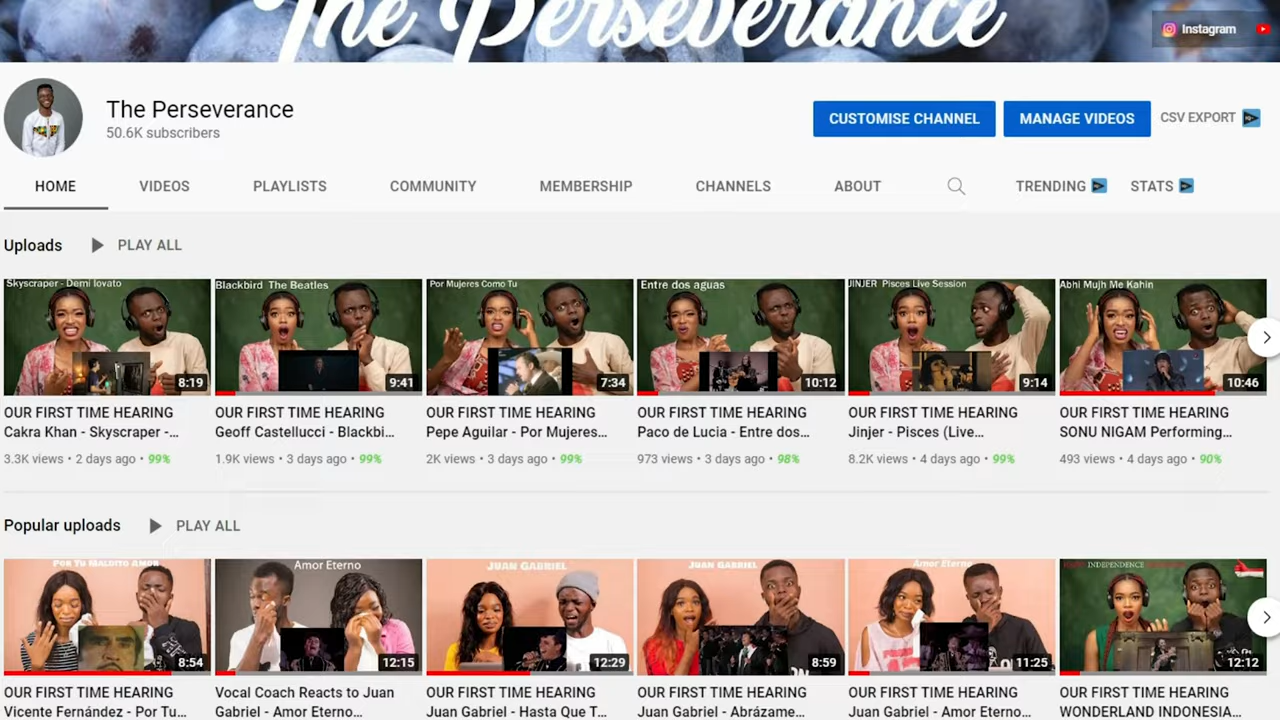 The Perseverance
Instagram
The Perseverance
50.6K subscribers
CUSTOMISE CHANNEL
MANAGE VIDEOS
CSV EXPORT
HOME
VIDEOS
PLAYLISTS
COMMUNITY
MEMBERSHIP
CHANNELS
ABOUT
TRENDING
STATS
Uploads
PLAY ALL
Skyscraper - Demi lovato
8:19
OUR FIRST TIME HEARING
Cakra Khan - Skyscraper -...
3.3K views • 2 days ago • 99%
Blackbird The Beatles
9:41
OUR FIRST TIME HEARING
Geoff Castellucci - Blackbi...
1.9K views • 3 days ago • 99%
Por Mujeres Como Tu
7:34
OUR FIRST TIME HEARING
Pepe Aguilar - Por Mujeres...
2K views • 3 days ago • 99%
Entre dos aguas
10:12
OUR FIRST TIME HEARING
Paco de Lucia - Entre dos...
973 views • 3 days ago • 98%
JINJER Pisces Live Session
9:14
OUR FIRST TIME HEARING
Jinjer - Pisces (Live...
8.2K views • 4 days ago • 99%
Abhi Mujh Me Kahin
10:46
OUR FIRST TIME HEARING
SONU NIGAM Performing...
493 views • 4 days ago • 90%
Popular uploads
PLAY ALL
POR TU MALDITO AMOR
8:54
OUR FIRST TIME HEARING
Vicente Fernández - Por Tu...
Amor Eterno
12:15
Vocal Coach Reacts to Juan
Gabriel - Amor Eterno...
JUAN GABRIEL
12:29
OUR FIRST TIME HEARING
Juan Gabriel - Hasta Que T...
JUAN GABRIEL
8:59
OUR FIRST TIME HEARING
Juan Gabriel - Abrázame...
Amor Eterno
11:25
OUR FIRST TIME HEARING
Juan Gabriel - Amor Eterno...
INDEPENDENCE
12:12
OUR FIRST TIME HEARING
WONDERLAND INDONESIA...